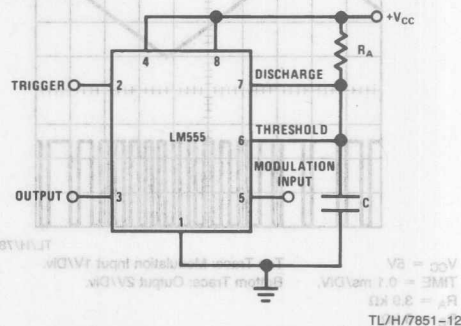 +VCC
4
8
RA
TRIGGER
2
7
DISCHARGE
LM555
6
THRESHOLD
MODULATION
INPUT
OUTPUT
3
5
C
1
TL/H/78
VCC = 5V
Top Trace: Modulation Input 1V/Div.
TIME = 0.1 ms/DIV.
Bottom Trace: Output 2V/Div.
RA = 3.9 kΩ
TL/H/7851–12